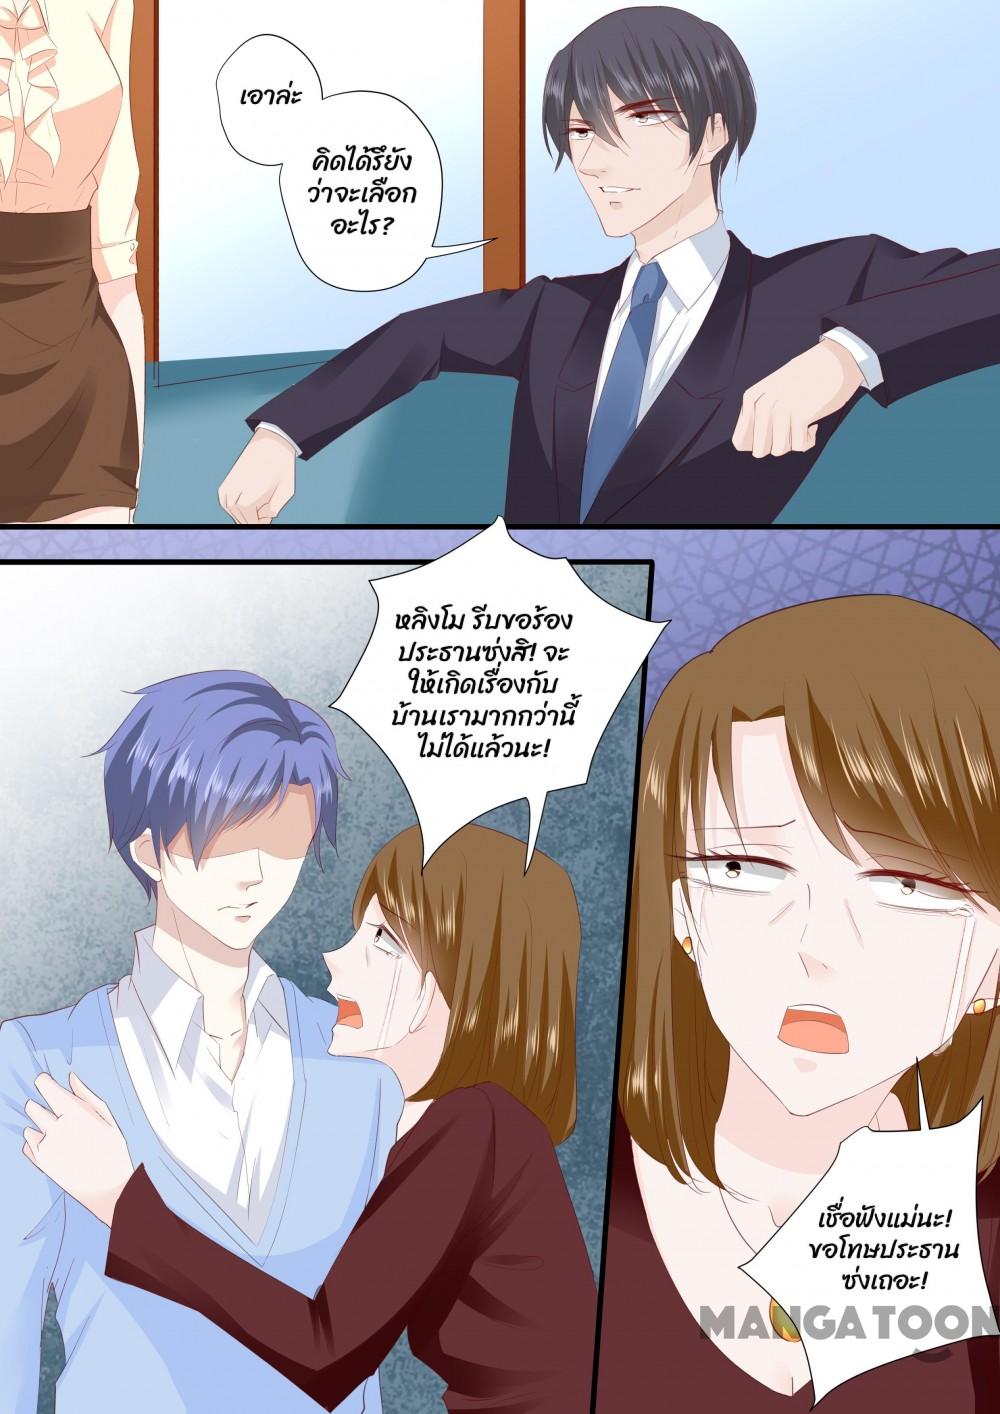 เอาล่ะ
คิดได้รึยัง
ว่าจะเลือก
อะไร?
หลิงโม รีบขอร้อง
ประธานซ่งสิ! จะ
ให้เกิดเรื่องกับ
บ้านเรามากกว่านี้
ไม่ได้แล้วนะ!
เชื่อฟังแม่นะ!
ขอโทษประธาน
ซ่งเถอะ!
MANGATOON